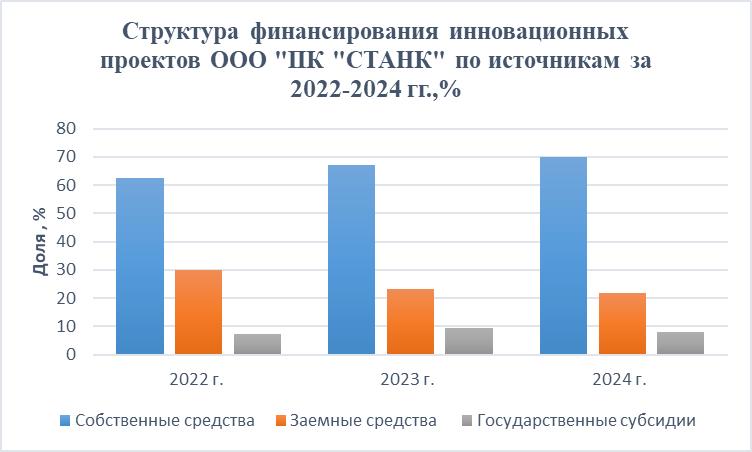 Структура финансирования инновационных
проектов ООО "ПК "СТАНК" по источникам за
2022-2024 гг.,%
80
70
60
50
40
30
20
10
0
Доля , %
2022 г. 2023 г. 2024 г.
Собственные средства Заемные средства Государственные субсидии